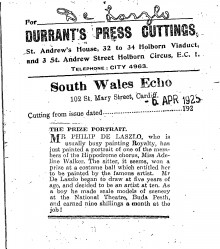 De Laszlo
For
DURRANT'S PRESS CUTTINGS,
St. Andrew's House, 32 to 34 Holborn Viaduct,
and 3 St. Andrew Street Holborn Circus, E.C. 1.
TELEPHONE: CITY 4963.
South Wales Echo
102 St. Mary Street, Cardiff.
-6 APR 1925
Cutting from issue dated 192
THE PRIZE PORTRAIT.
MR PHILIP DE LASZLO, who is
usually busy painting Royalty, has
just painted a portrait of one of the mem-
bers of the Hippodrome chorus, Miss Ade-
line Walker. The sitter, it seems, won a
prize at a costume ball which entitled her
to be painted by the famous artist. Mr
De Laszlo began to draw at five years of
age, and decided to be an artist at ten. As
a boy he made scale models of scenery at
the National Theatre, Buda Pesth, and
earned nine shillings a month at the
job!